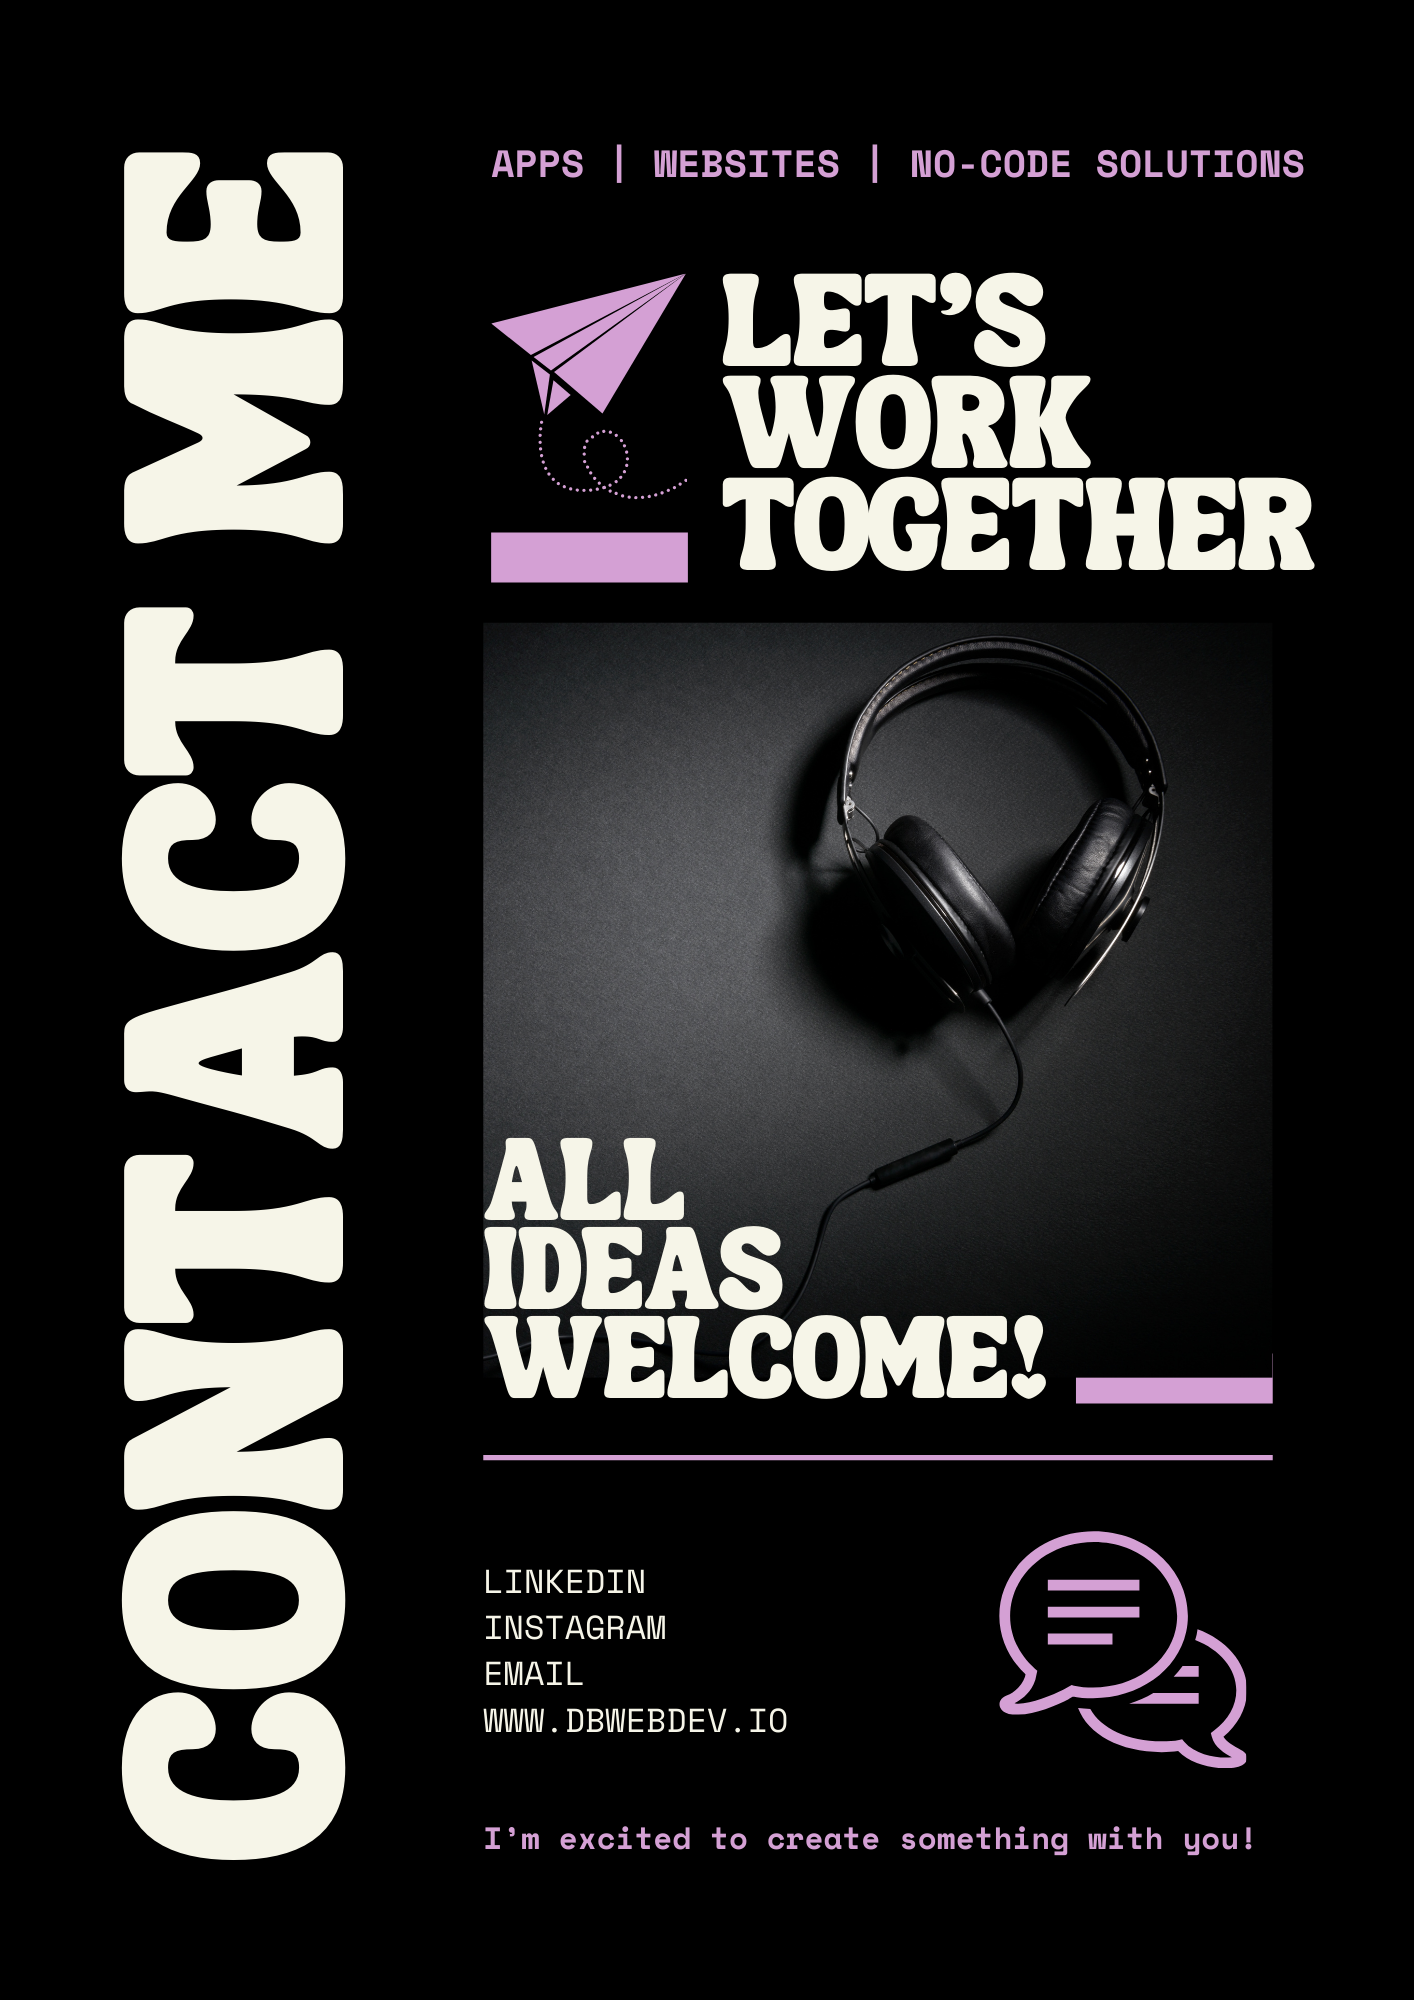 CONTACT ME
APPS | WEBSITES | NO-CODE SOLUTIONS
LET’S
WORK
TOGETHER
ALL
IDEAS
WELCOME!
LINKEDIN
INSTAGRAM
EMAIL
WWW.DBWEBDEV.IO
I’m excited to create something with you!